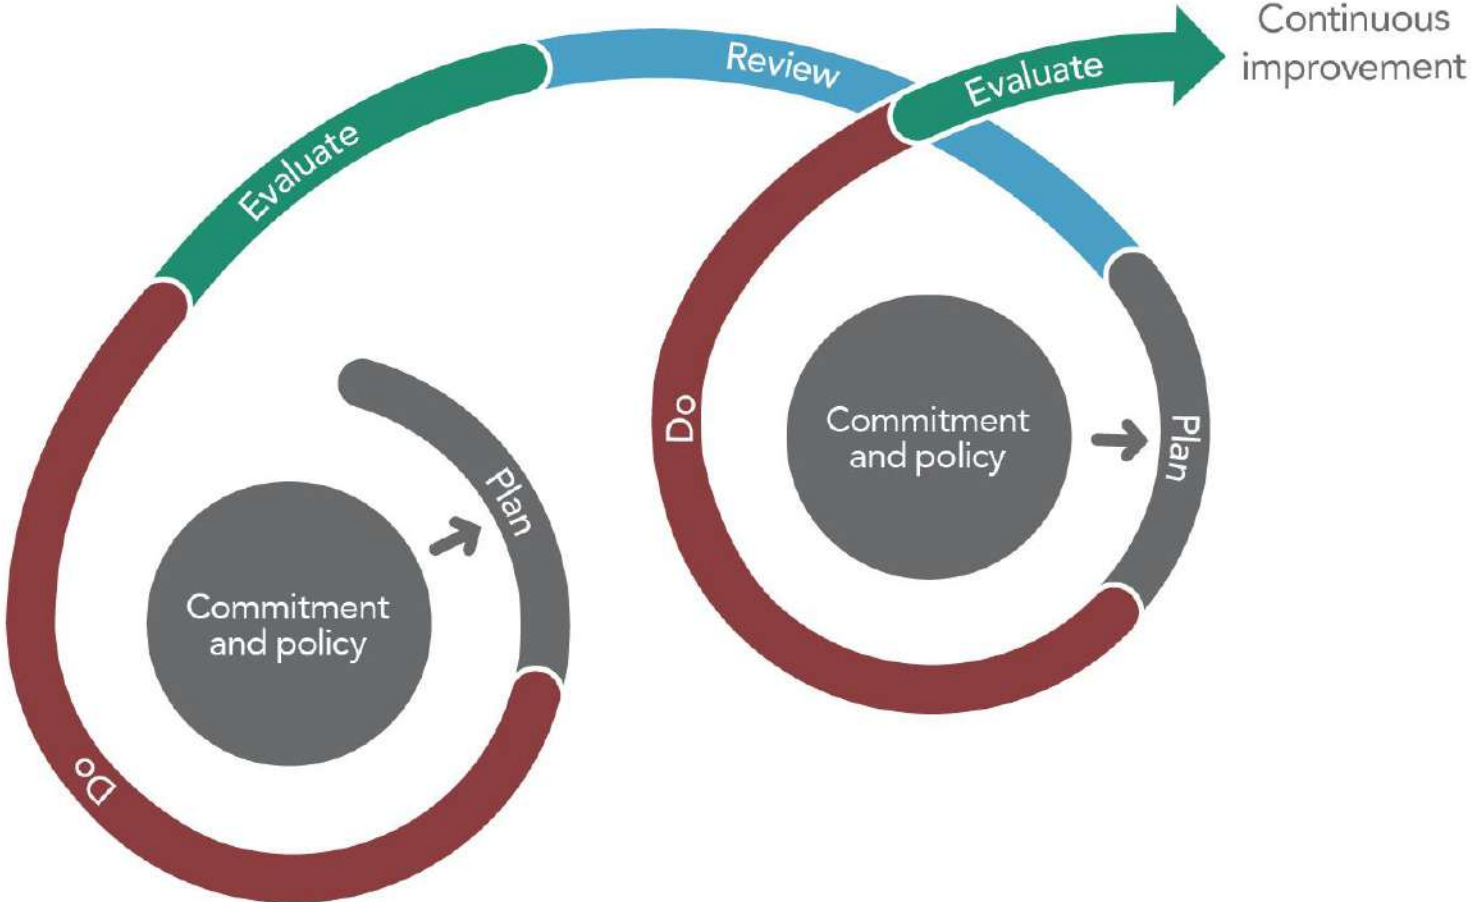 Continuous
improvement
Evaluate
Review
Evaluate
Do
Commitment
and policy
Plan
Plan
Commitment
and policy
Do